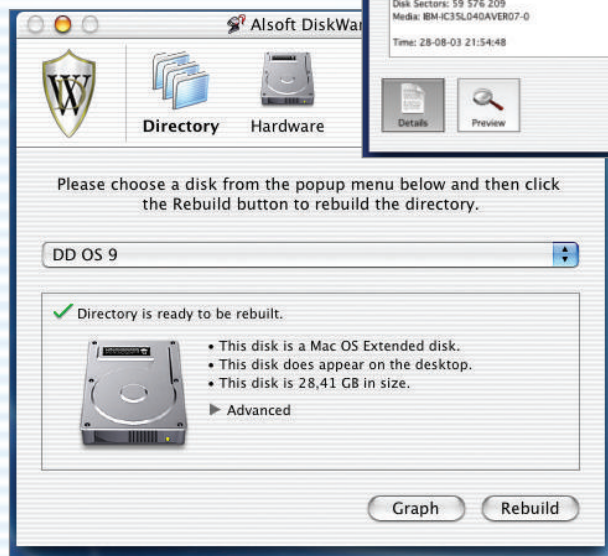 Disk Sectors: 59 576 209
Media: IBM-IC35L040AVER07-0
Time: 28-08-03 21:54:48
Details
Preview
Alsoft DiskWar
W
Directory
Hardware
Please choose a disk from the popup menu below and then click
the Rebuild button to rebuild the directory.
DD OS 9
Directory is ready to be rebuilt.
• This disk is a Mac OS Extended disk.
• This disk does appear on the desktop.
• This disk is 28,41 GB in size.
Advanced
Graph
Rebuild